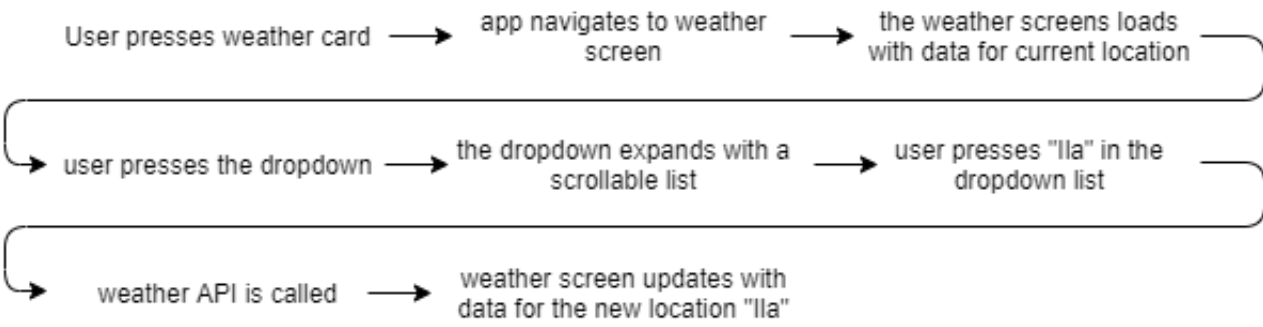 User presses weather card
app navigates to weather
screen
the weather screens loads
with data for current location
user presses the dropdown
the dropdown expands with a
scrollable list
user presses "Ila" in the
dropdown list
weather API is called
weather screen updates with
data for the new location "Ila"